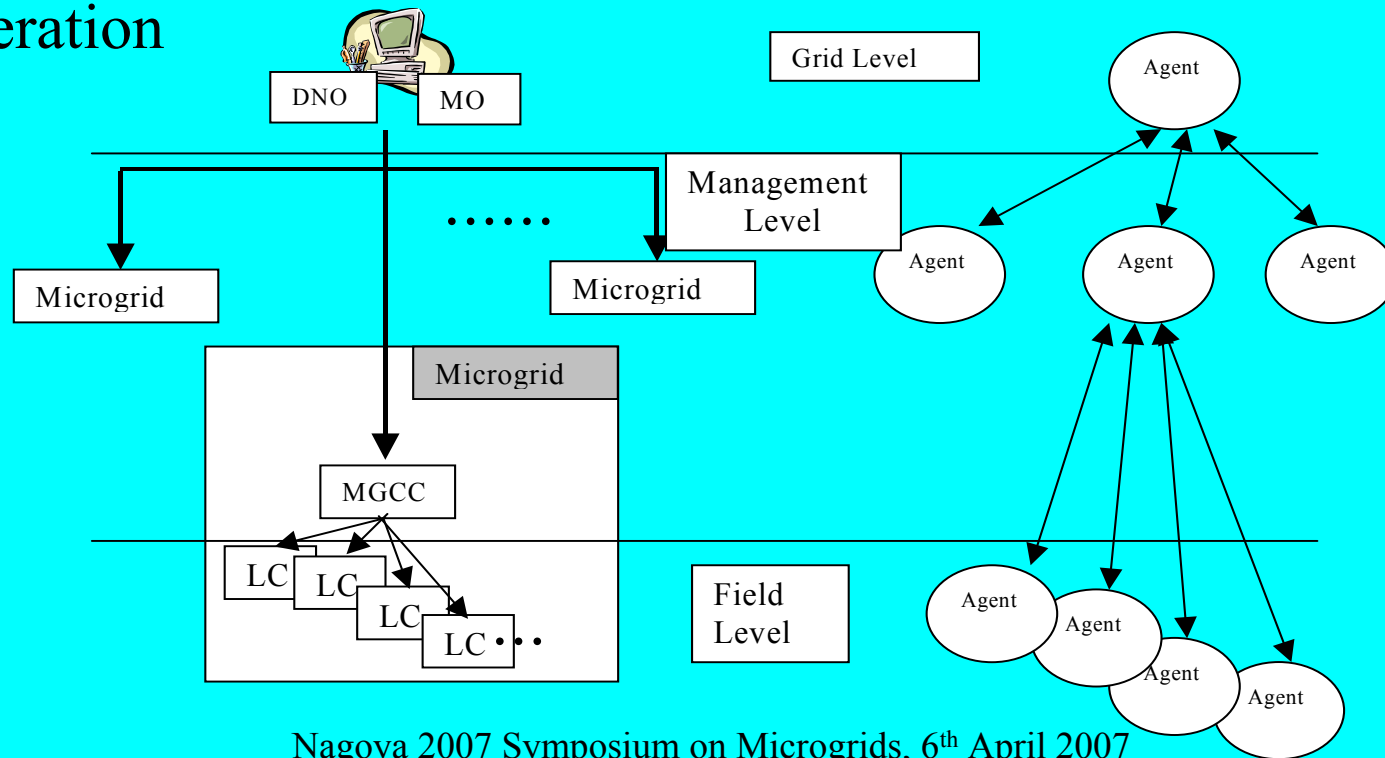 eration
DNO
MO
Grid Level
Agent
Management
Level
Microgrid
......
Microgrid
Agent
Agent
Agent
Microgrid
MGCC
LC
LC
LC
LC ...
Field
Level
Agent
Agent
Agent
Agent
Nagoya 2007 Symposium on Microgrids, 6th April 2007